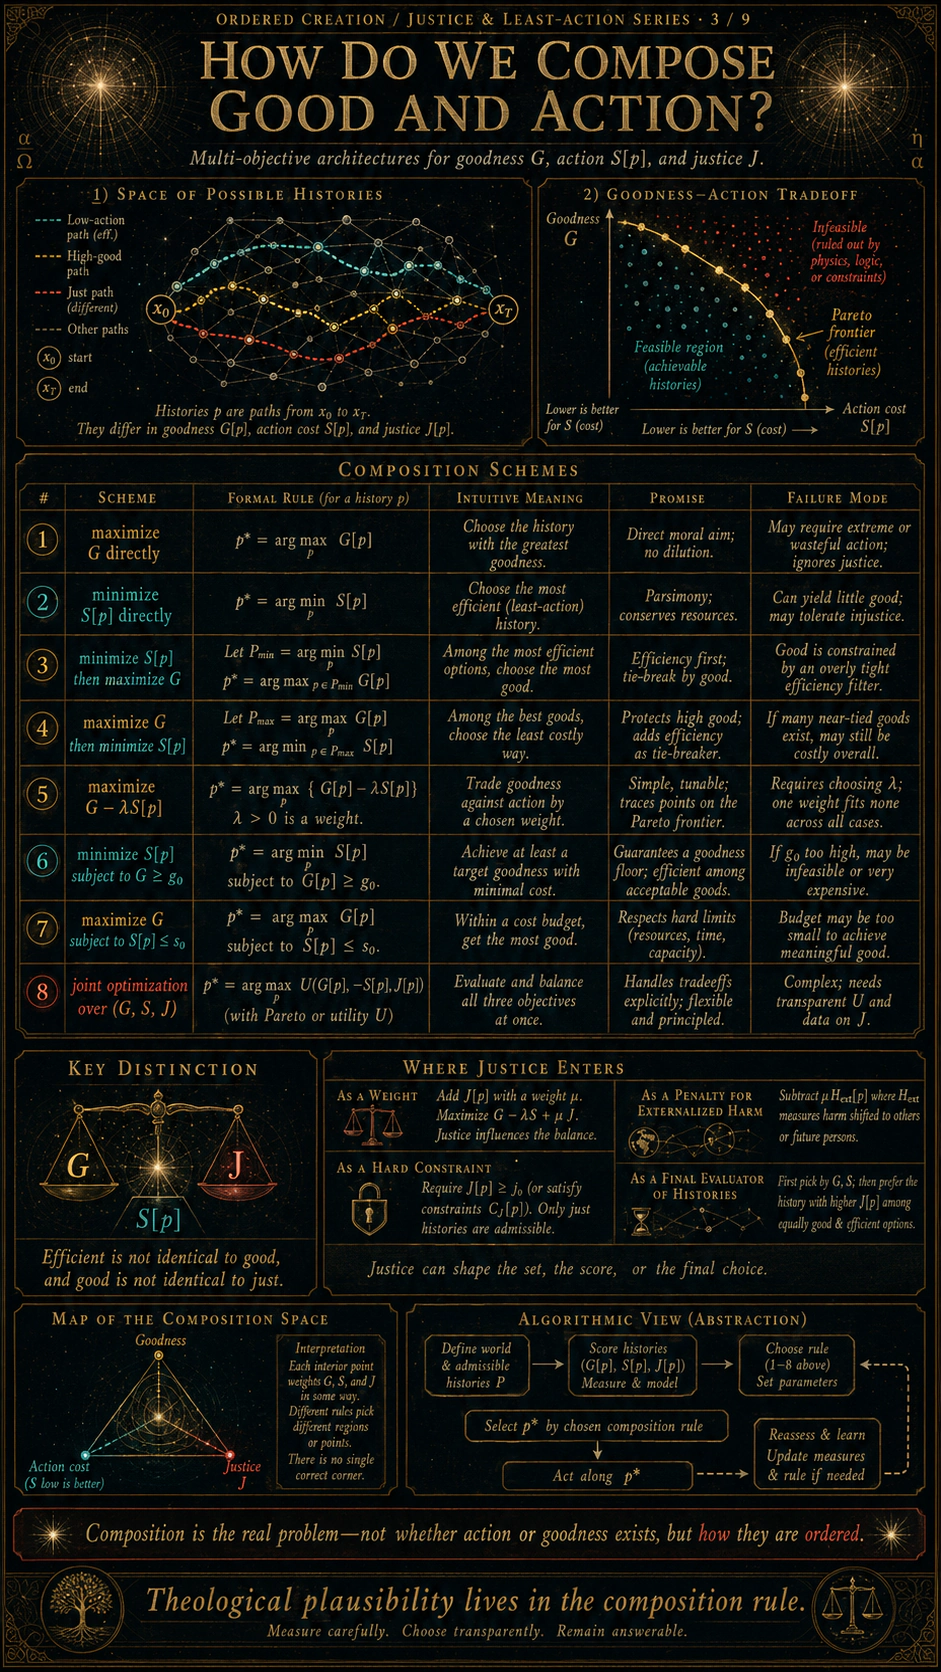 ORDERED CREATION / JUSTICE & LEAST-ACTION SERIES · 3 / 9
HOW DO WE COMPOSE
GOOD AND ACTION?
Multi-objective architectures for goodness G, action S[p], and justice J.
α
Ω
η
α
1) SPACE OF POSSIBLE HISTORIES
Low-action
path (eff.)
High-good
path
Just path
(different)
Other paths
x₀ start
x_T end
x₀
x_T
Histories p are paths from x₀ to x_T.
They differ in goodness G[p], action cost S[p], and justice J[p].
2) GOODNESS–ACTION TRADEOFF
Goodness
G
Infeasible
(ruled out by
physics, logic,
or constraints)
Pareto
frontier
(efficient
histories)
Feasible region
(achievable
histories)
Lower is better
for S (cost)
Lower is better for S (cost) →
Action cost
S[p]
COMPOSITION SCHEMES
# SCHEME FORMAL RULE (for a history p) INTUITIVE MEANING PROMISE FAILURE MODE
1
maximize
G directly
p* = arg max G[p]
p
Choose the history
with the greatest
goodness.
Direct moral aim;
no dilution.
May require extreme or
wasteful action;
ignores justice.
2
minimize
S[p] directly
p* = arg min S[p]
p
Choose the most
efficient (least-action)
history.
Parsimony;
conserves resources.
Can yield little good;
may tolerate injustice.
3
minimize S[p]
then maximize G
Let P_min = arg min S[p]
p
p* = arg max p ∈ P_min G[p]
Among the most efficient
options, choose the most
good.
Efficiency first;
tie-break by good.
Good is constrained
by an overly tight
efficiency filter.
4
maximize G
then minimize S[p]
Let P_max = arg max G[p]
p
p* = arg min p ∈ P_max S[p]
Among the best goods,
choose the least costly
way.
Protects high good;
adds efficiency
as tie-breaker.
If many near-tied goods
exist, may still be
costly overall.
5
maximize
G − λS[p]
p* = arg max { G[p] − λS[p]}
p
λ > 0 is a weight.
Trade goodness
against action by
a chosen weight.
Simple, tunable;
traces points on the
Pareto frontier.
Requires choosing λ;
one weight fits none
across all cases.
6
minimize S[p]
subject to G ≥ g₀
p* = arg min S[p]
p
subject to G[p] ≥ g₀.
Achieve at least a
target goodness with
minimal cost.
Guarantees a goodness
floor; efficient among
acceptable goods.
If g₀ too high, may be
infeasible or very
expensive.
7
maximize G
subject to S[p] ≤ s₀
p* = arg max G[p]
p
subject to S[p] ≤ s₀.
Within a cost budget,
get the most good.
Respects hard limits
(resources, time,
capacity).
Budget may be too
small to achieve
meaningful good.
8
joint optimization
over (G, S, J)
p* = arg max U(G[p], −S[p], J[p])
p
(with Pareto or utility U)
Evaluate and balance
all three objectives
at once.
Handles tradeeffs
explicitly; flexible
and principled.
Complex; needs
transparent U and
data on J.
KEY DISTINCTION
G
J
S[p]
Efficient is not identical to good,
and good is not identical to just.
WHERE JUSTICE ENTERS
AS A WEIGHT
Add J[p] with a weight μ.
Maximize G − λS + μ J.
Justice influences the balance.
AS A HARD CONSTRAINT
Require J[p] ≥ j₀ (or satisfy
constraints C_J[p]). Only just
histories are admissible.
AS A PENALTY FOR
EXTERNALIZED HARM
Subtract μ H_ext[p] where H_ext
measures harm shifted to others
or future persons.
AS A FINAL EVALUATOR
OF HISTORIES
First pick by G, S; then prefer the
history with higher J[p] among
equally good & efficient options.
Justice can shape the set, the score, or the final choice.
MAP OF THE COMPOSITION SPACE
Goodness
Action cost
(S low is better)
Justice
J
Interpretation
Each interior point
weights G, S, and J
in some way.
Different rules pick
different regions
or points.
There is no single
correct corner.
ALGORITHMIC VIEW (ABSTRACTION)
Define world
& admissible
histories P
Score histories
(G[p], S[p], J[p])
Measure & model
Choose rule
(1–8 above)
Set parameters
Select p* by chosen composition rule
Act along p*
Reassess & learn
Update measures
& rule if needed
Composition is the real problem—not whether action or goodness exists, but how they are ordered.
Theological plausibility lives in the composition rule.
Measure carefully. Choose transparently. Remain answerable.